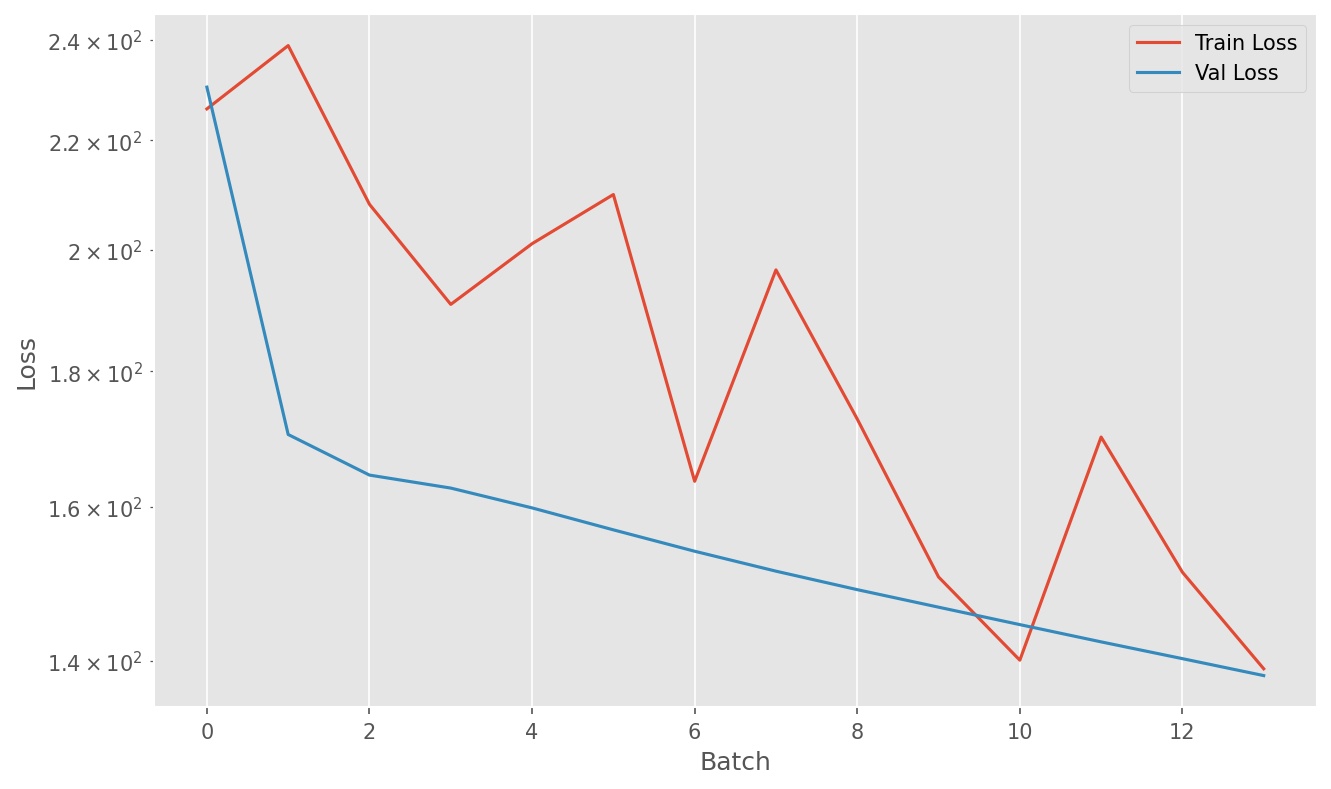 2.4 × 10²
2.2 × 10²
2 × 10²
1.8 × 10²
1.6 × 10²
1.4 × 10²
Loss
Train Loss
Val Loss
0 2 4 6 8 10 12
Batch